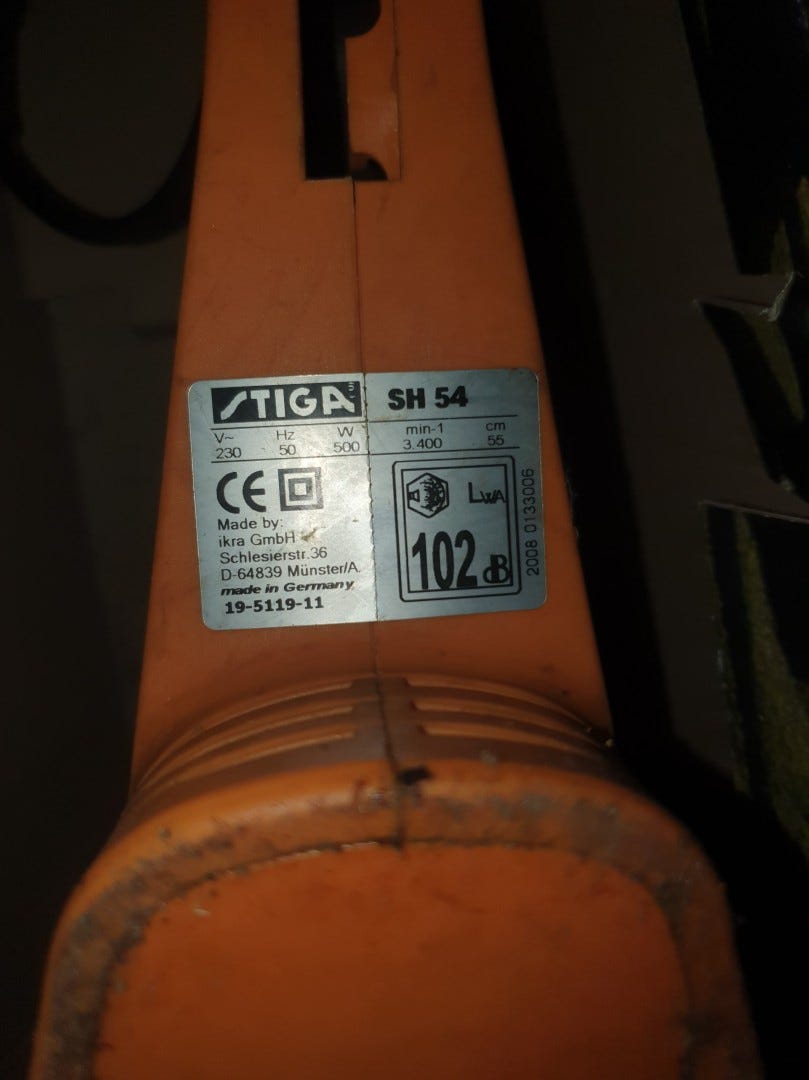 STIGA SH 54
V~ Hz W min-1 cm
230 50 500 3.400 55
CE
Made by:
ikra GmbH
Schlesierstr.36
D-64839 Münster/A.
made in Germany
19-5119-11
LWA
102 dB
2008 0133006